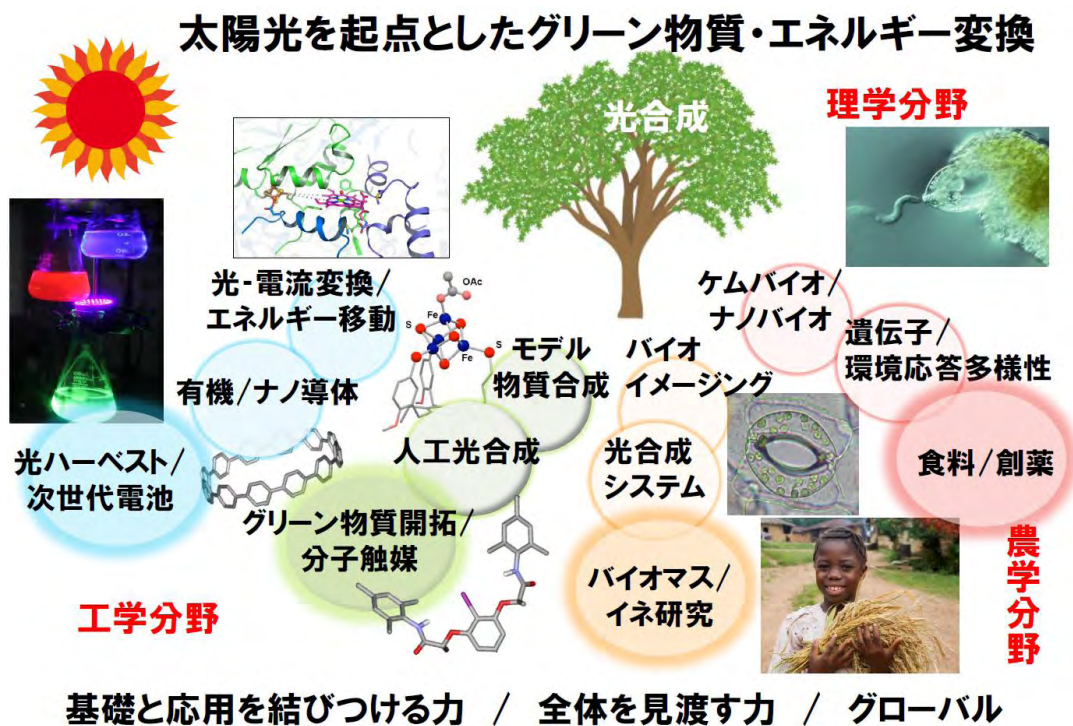 太陽光を起点としたグリーン物質・エネルギー変換
光合成
理学分野
光-電流変換/
エネルギー移動
OAc
Fe
S
Fe
S
モデル
物質合成
バイオ
イメージング
ケムバイオ/
ナノバイオ
遺伝子/
環境応答多様性
有機/ナノ導体
人工光合成
光合成
システム
食料/創薬
光ハーベスト/
次世代電池
グリーン物質開拓/
分子触媒
バイオマス/
イネ研究
工学分野
農学分野
基礎と応用を結びつける力 / 全体を見渡す力 / グローバル